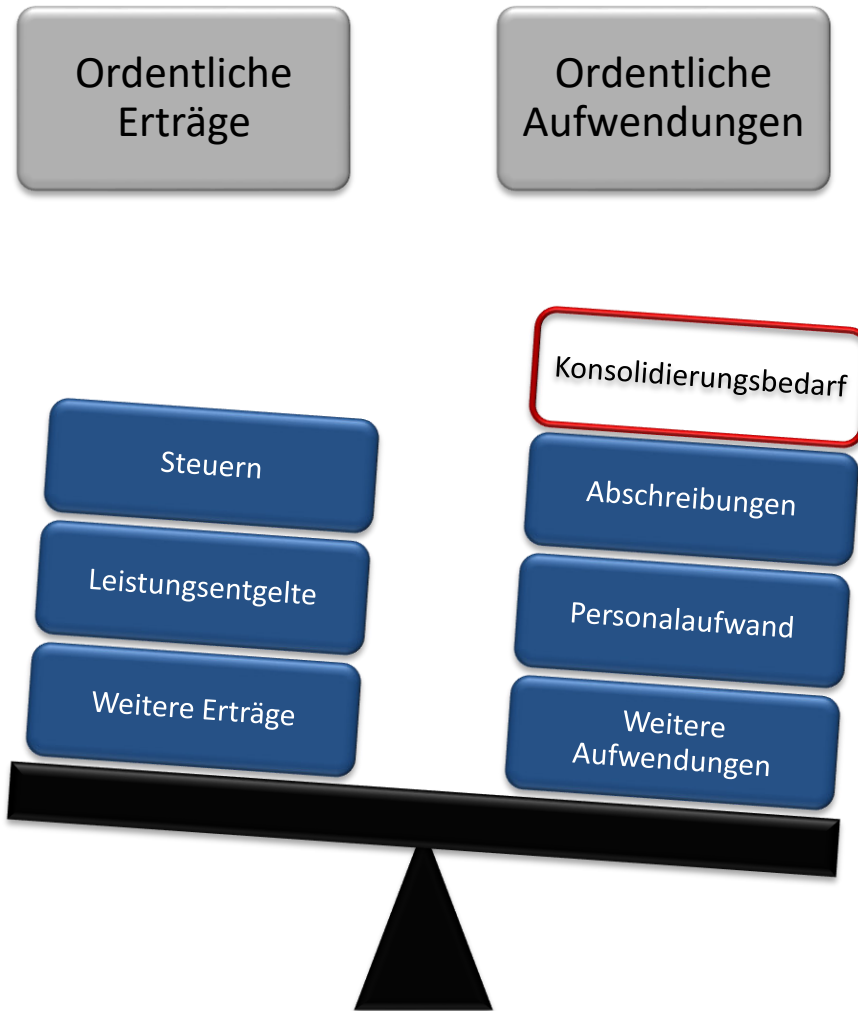 Ordentliche
Erträge
Ordentliche
Aufwendungen
Steuern
Leistungsentgelte
Weitere Erträge
Konsolidierungsbedarf
Abschreibungen
Personalaufwand
Weitere
Aufwendungen